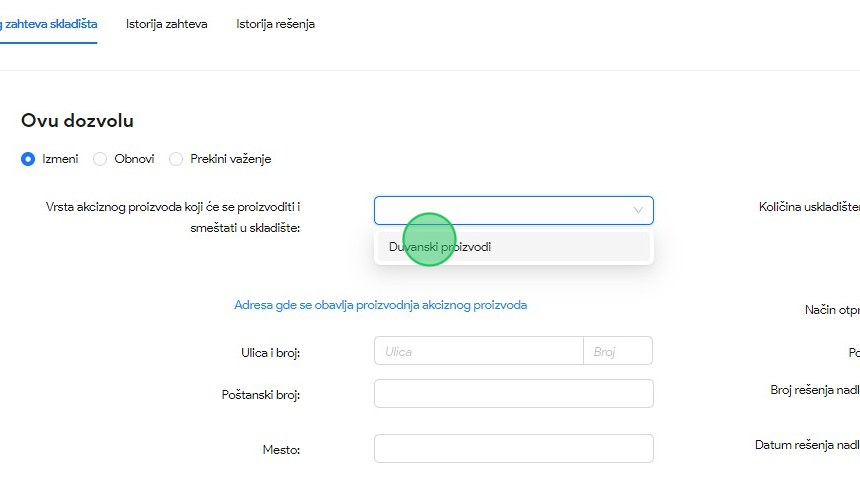 g zahteva skladišta Istorija zahteva Istorija rešenja
Ovu dozvolu
Izmeni Obnovi Prekini važenje
Vrsta akciznog proizvoda koji će se proizvoditi i
smeštati u skladište:
Količina uskladište
Duvanski proizvodi
Adresa gde se obavlja proizvodnja akciznog proizvoda
Način otpr
Ulica i broj: Ulica Broj
Po
Poštanski broj:
Broj rešenja nadl
Mesto:
Datum rešenja nadl